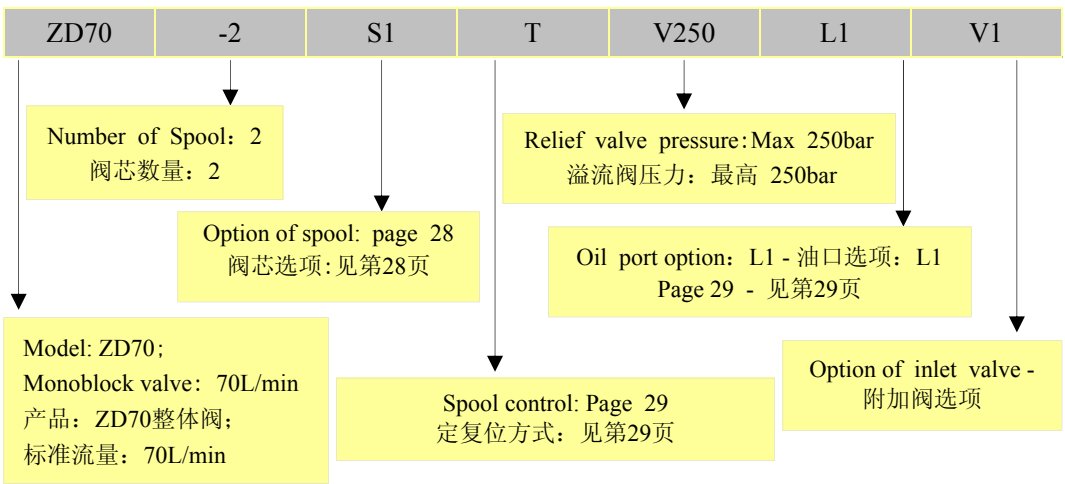 ZD70 -2 S1 T V250 L1 V1
Number of Spool：2
阀芯数量：2
Relief valve pressure:Max 250bar
溢流阀压力：最高 250bar
Option of spool: page 28
阀芯选项:见第28页
Oil port option：L1 - 油口选项：L1
Page 29 - 见第29页
Model: ZD70；
Monoblock valve：70L/min
产品：ZD70整体阀；
标准流量：70L/min
Spool control: Page 29
定复位方式：见第29页
Option of inlet valve -
附加阀选项